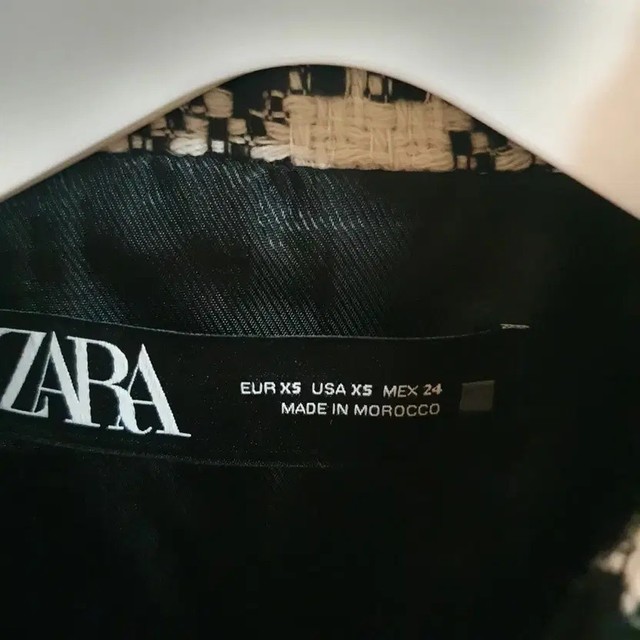 ZARA
EUR XS USA XS MEX 24
MADE IN MOROCCO